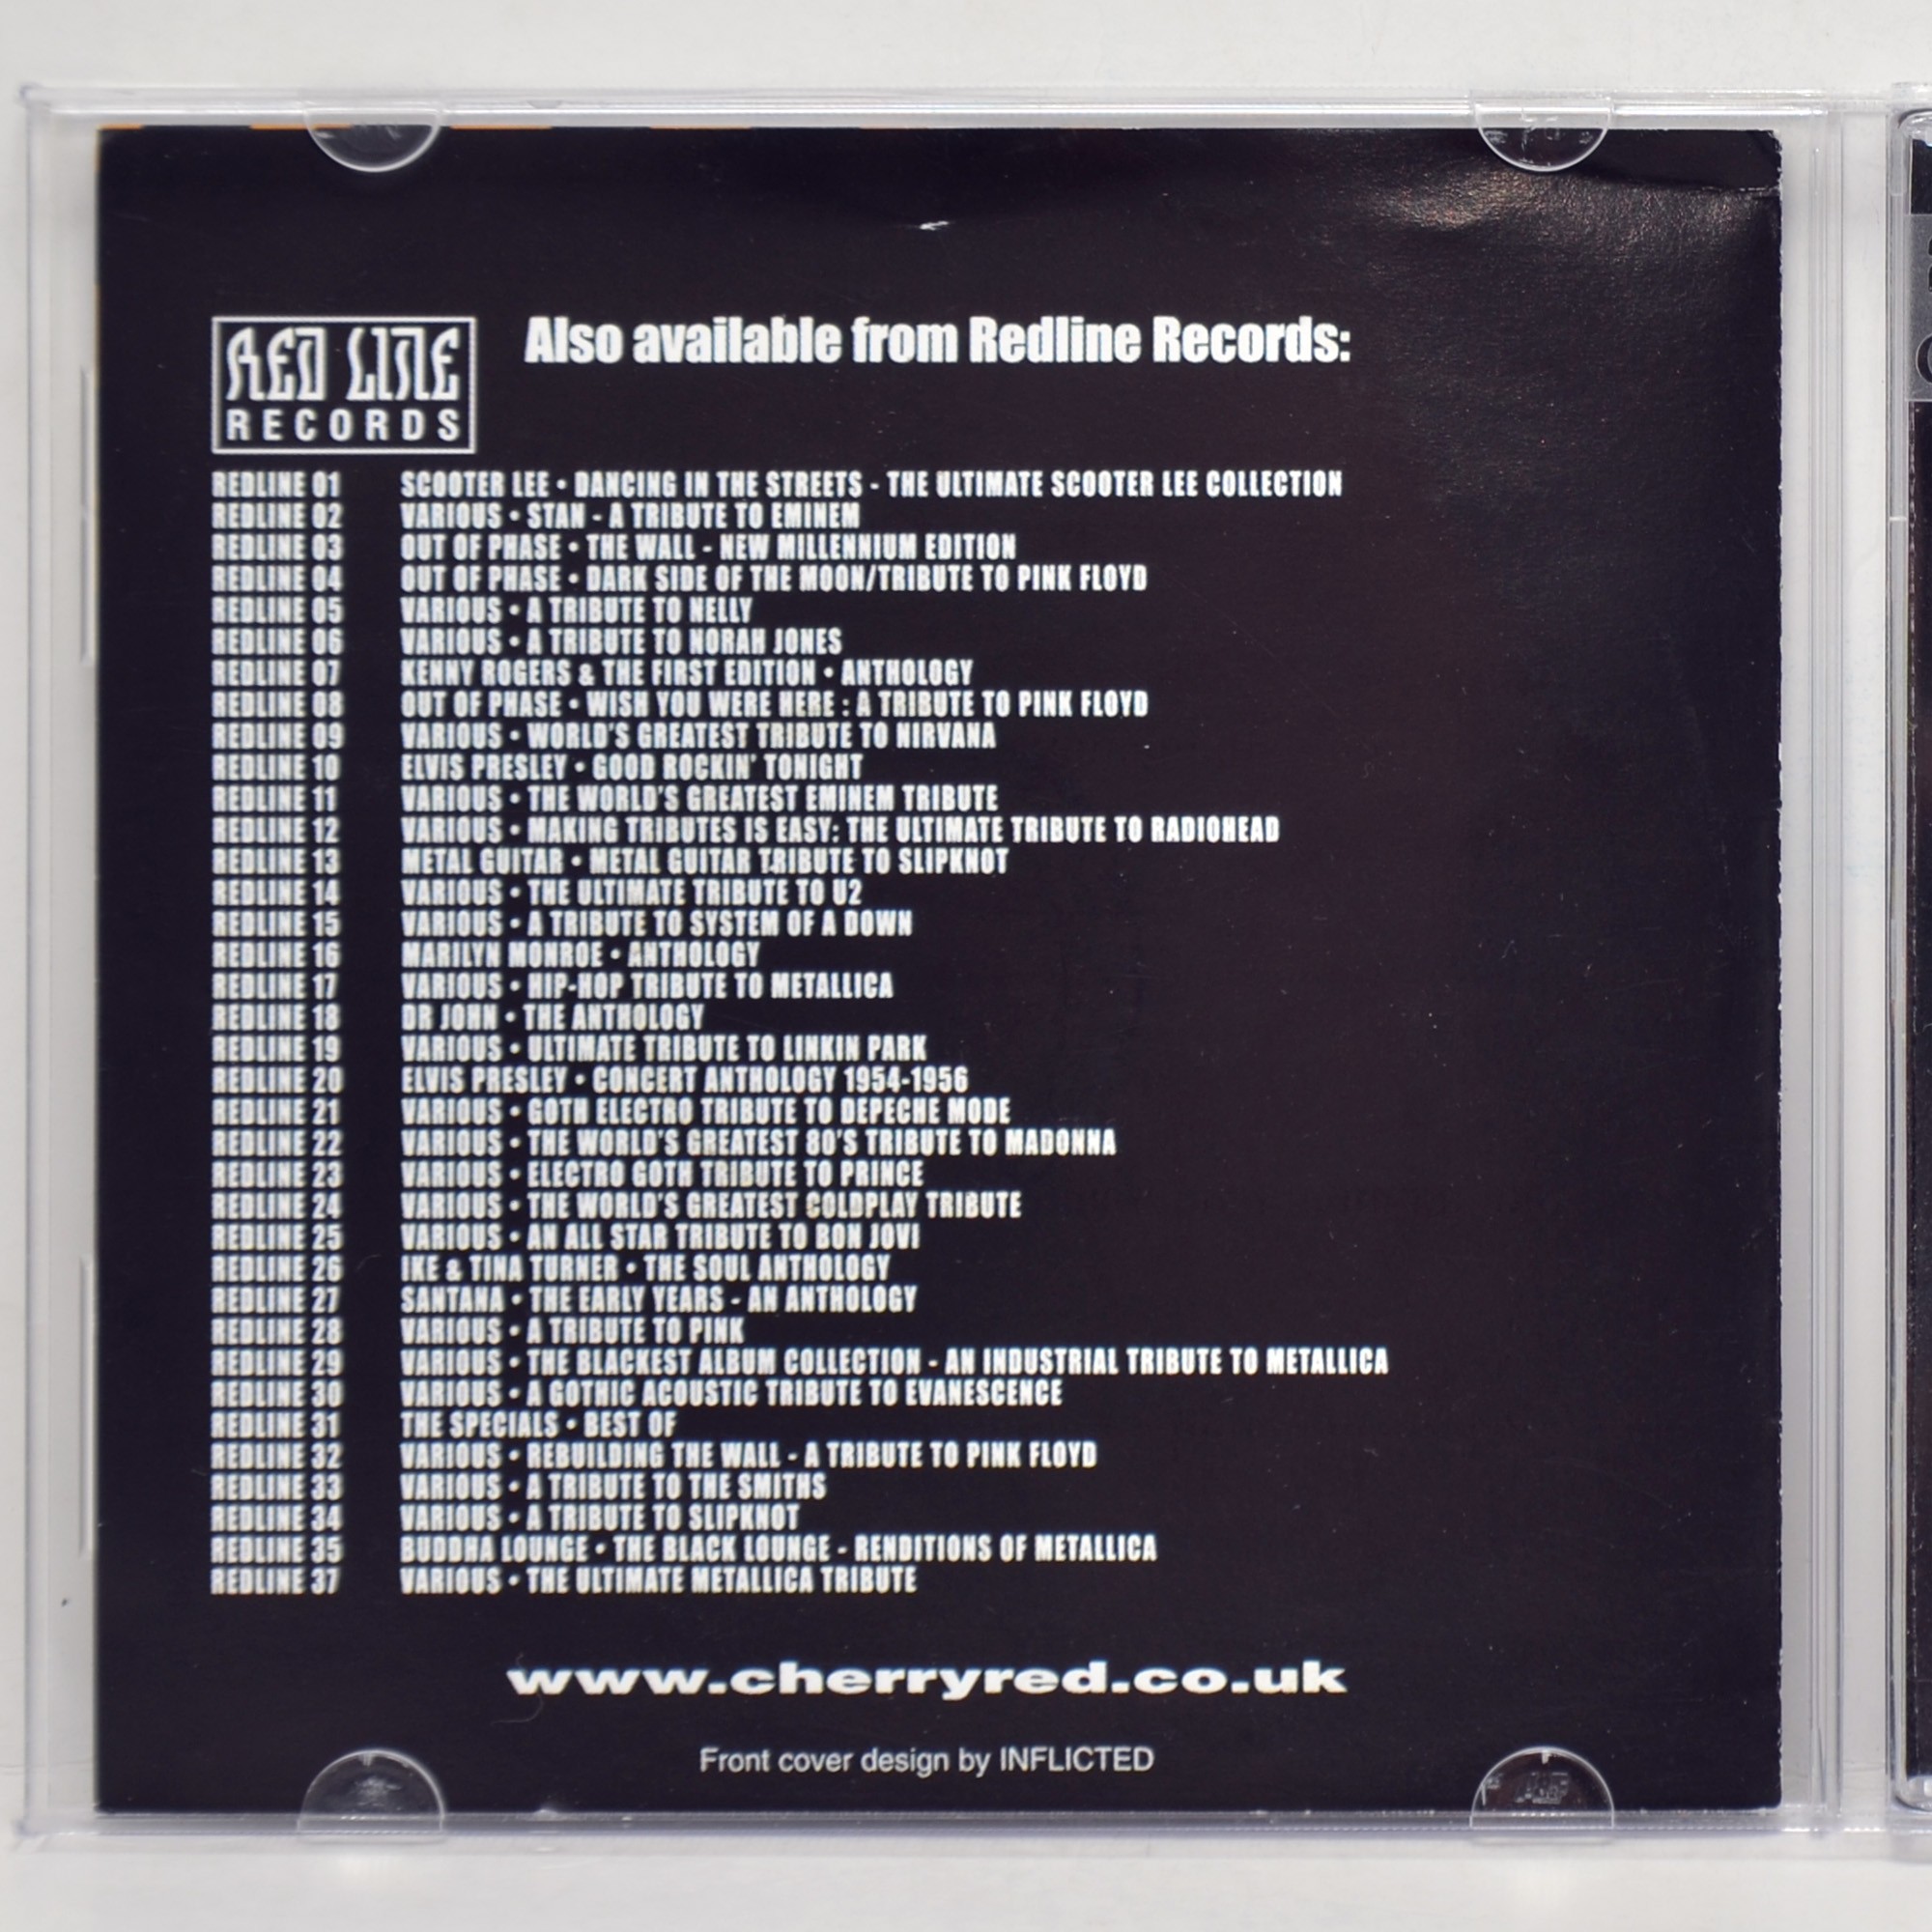 RED LINE
RECORDS
Also available from Redline Records:
REDLINE 01 SCOOTER LEE • DANCING IN THE STREETS - THE ULTIMATE SCOOTER LEE COLLECTION
REDLINE 02 VARIOUS • STAN - A TRIBUTE TO EMINEM
REDLINE 03 OUT OF PHASE • THE WALL - NEW MILLENNIUM EDITION
REDLINE 04 OUT OF PHASE • DARK SIDE OF THE MOON/TRIBUTE TO PINK FLOYD
REDLINE 05 VARIOUS • A TRIBUTE TO NELLY
REDLINE 06 VARIOUS • A TRIBUTE TO NORAH JONES
REDLINE 07 KENNY ROGERS & THE FIRST EDITION • ANTHOLOGY
REDLINE 08 OUT OF PHASE • WISH YOU WERE HERE : A TRIBUTE TO PINK FLOYD
REDLINE 09 VARIOUS • WORLD'S GREATEST TRIBUTE TO NIRVANA
REDLINE 10 ELVIS PRESLEY • GOOD ROCKIN' TONIGHT
REDLINE 11 VARIOUS • THE WORLD'S GREATEST EMINEM TRIBUTE
REDLINE 12 VARIOUS • MAKING TRIBUTES IS EASY: THE ULTIMATE TRIBUTE TO RADIOHEAD
REDLINE 13 METAL GUITAR • METAL GUITAR TRIBUTE TO SLIPKNOT
REDLINE 14 VARIOUS • THE ULTIMATE TRIBUTE TO U2
REDLINE 15 VARIOUS • A TRIBUTE TO SYSTEM OF A DOWN
REDLINE 16 MARILYN MONROE • ANTHOLOGY
REDLINE 17 VARIOUS • HIP-HOP TRIBUTE TO METALLICA
REDLINE 18 DR JOHN • THE ANTHOLOGY
REDLINE 19 VARIOUS • ULTIMATE TRIBUTE TO LINKIN PARK
REDLINE 20 ELVIS PRESLEY • CONCERT ANTHOLOGY 1954-1956
REDLINE 21 VARIOUS • GOTH ELECTRO TRIBUTE TO DEPECHE MODE
REDLINE 22 VARIOUS • THE WORLD'S GREATEST 80'S TRIBUTE TO MADONNA
REDLINE 23 VARIOUS • ELECTRO GOTH TRIBUTE TO PRINCE
REDLINE 24 VARIOUS • THE WORLD'S GREATEST COLDPLAY TRIBUTE
REDLINE 25 VARIOUS • AN ALL STAR TRIBUTE TO BON JOVI
REDLINE 26 IKE & TINA TURNER • THE SOUL ANTHOLOGY
REDLINE 27 SANTANA • THE EARLY YEARS - AN ANTHOLOGY
REDLINE 28 VARIOUS • A TRIBUTE TO PINK
REDLINE 29 VARIOUS • THE BLACKEST ALBUM COLLECTION - AN INDUSTRIAL TRIBUTE TO METALLICA
REDLINE 30 VARIOUS • A GOTHIC ACOUSTIC TRIBUTE TO EVANESCENCE
REDLINE 31 THE SPECIALS • BEST OF
REDLINE 32 VARIOUS • REBUILDING THE WALL - A TRIBUTE TO PINK FLOYD
REDLINE 33 VARIOUS • A TRIBUTE TO THE SMITHS
REDLINE 34 VARIOUS • A TRIBUTE TO SLIPKNOT
REDLINE 35 BUDDHA LOUNGE • THE BLACK LOUNGE - RENDITIONS OF METALLICA
REDLINE 37 VARIOUS • THE ULTIMATE METALLICA TRIBUTE
www.cherryred.co.uk
Front cover design by INFLICTED